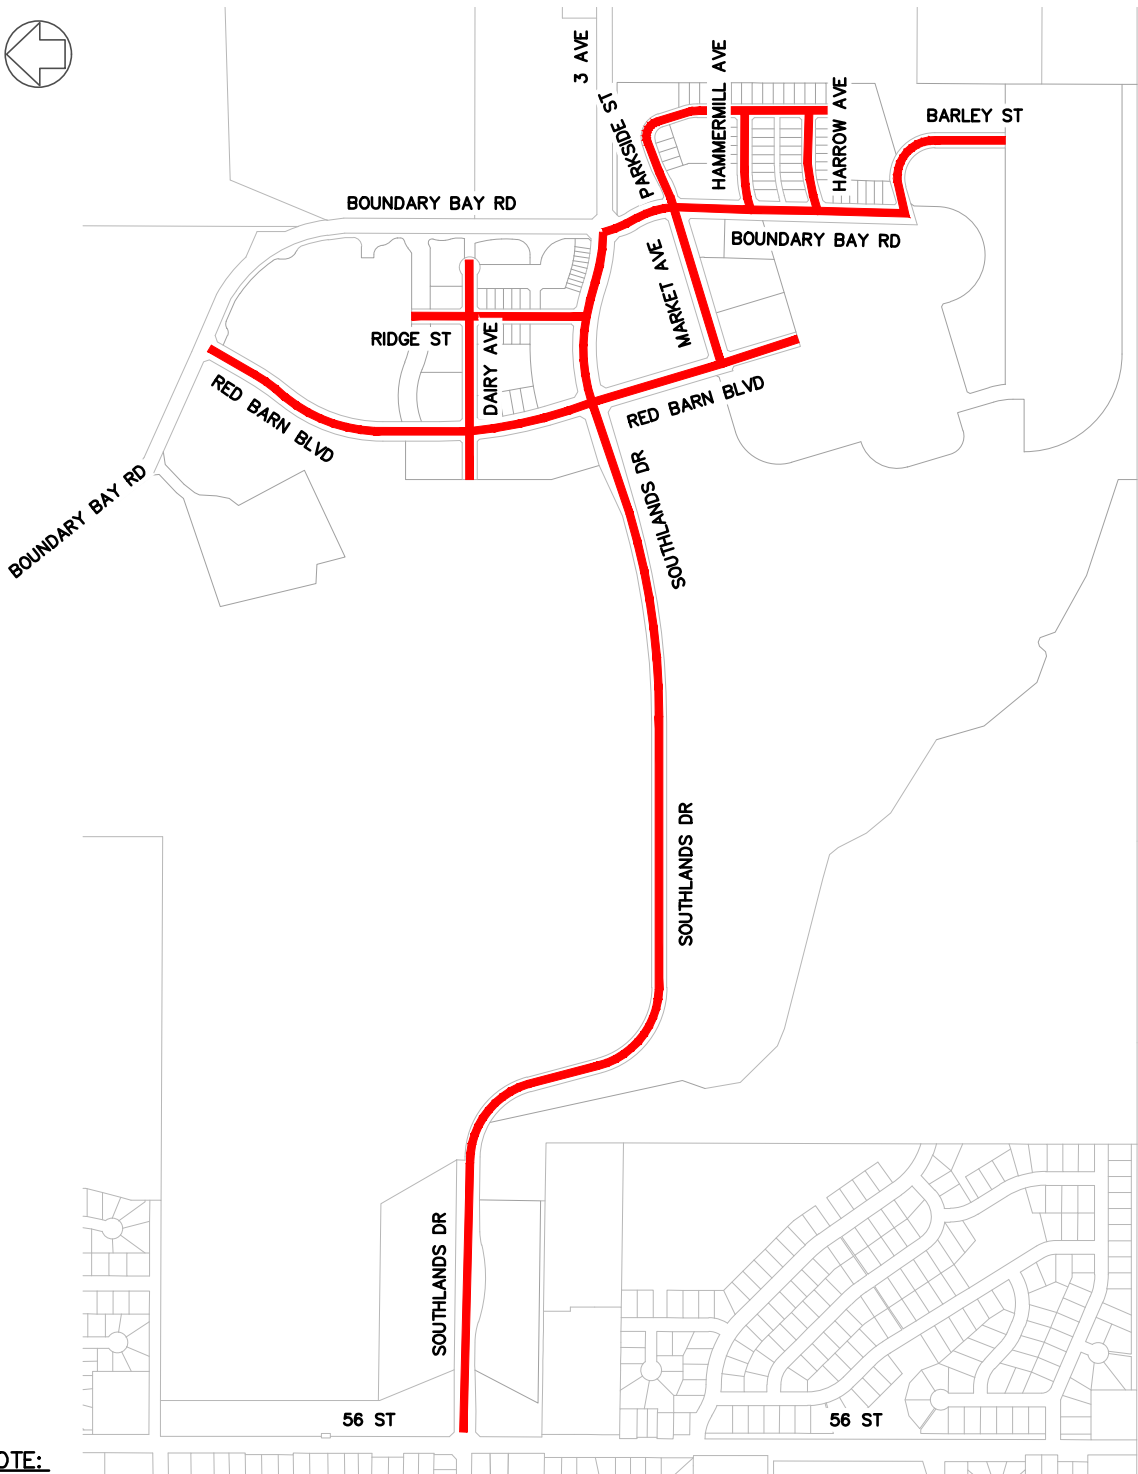 3 AVE
HAMMERMILL AVE
PARKSIDE ST
HARROW AVE
BARLEY ST
BOUNDARY BAY RD
BOUNDARY BAY RD
MARKET AVE
RIDGE ST
DAIRY AVE
RED BARN BLVD
RED BARN BLVD
BOUNDARY BAY RD
SOUTHLANDS DR
SOUTHLANDS DR
SOUTHLANDS DR
56 ST
56 ST
OTE: